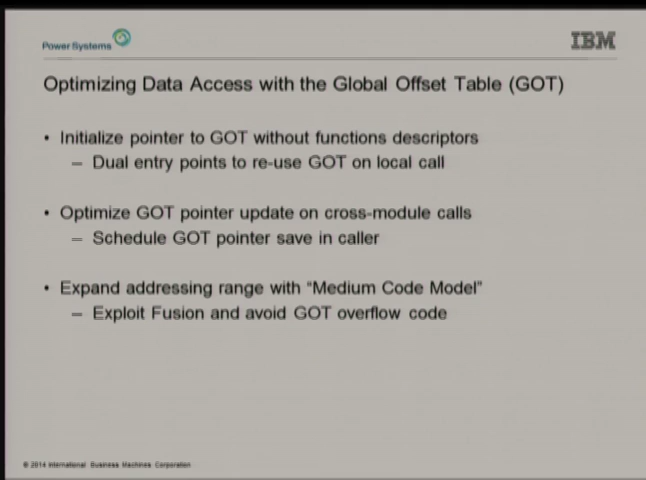 Power Systems
IBM
Optimizing Data Access with the Global Offset Table (GOT)
• Initialize pointer to GOT without functions descriptors
– Dual entry points to re-use GOT on local call
• Optimize GOT pointer update on cross-module calls
– Schedule GOT pointer save in caller
• Expand addressing range with "Medium Code Model"
– Exploit Fusion and avoid GOT overflow code
© 2014 International Business Machines Corporation